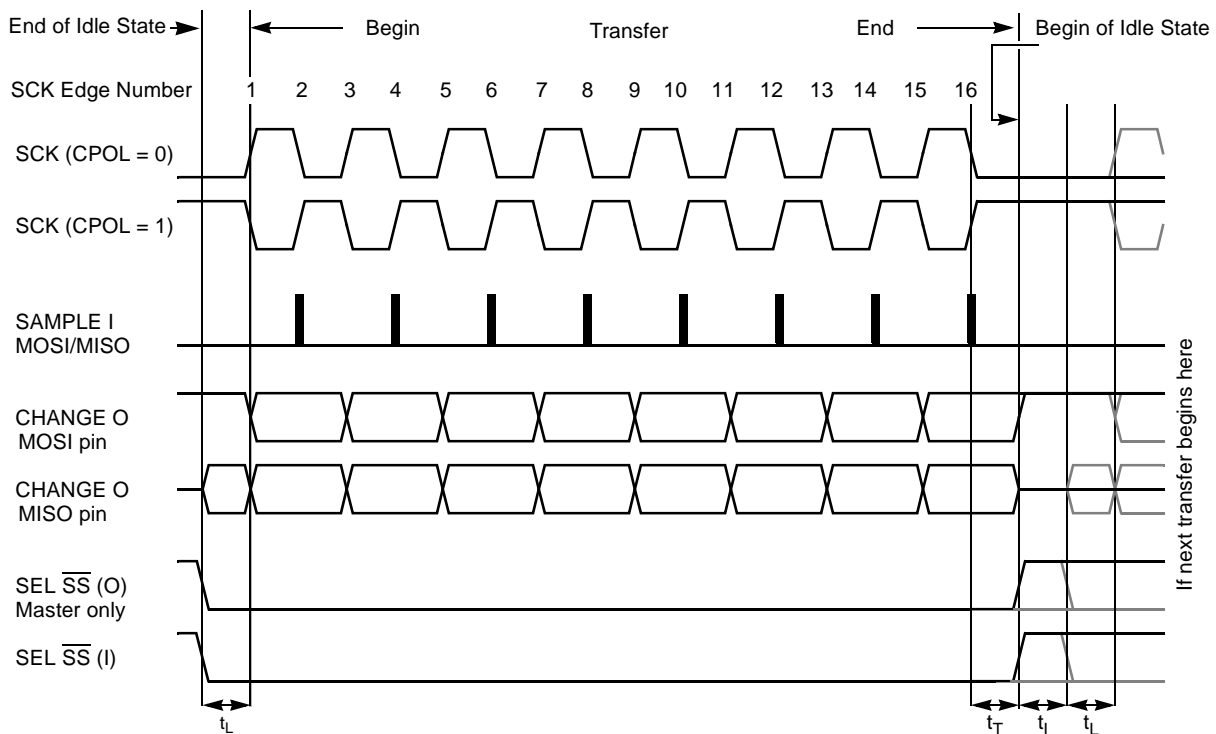 End of Idle State
Begin
Transfer
End
Begin of Idle State
SCK Edge Number
1 2 3 4 5 6 7 8 9 10 11 12 13 14 15 16
SCK (CPOL = 0)
SCK (CPOL = 1)
SAMPLE I
MOSI/MISO
CHANGE O
MOSI pin
CHANGE O
MISO pin
SEL S̅S̅ (O)
Master only
SEL S̅S̅ (I)
tL
tT
tI
tL
If next transfer begins here